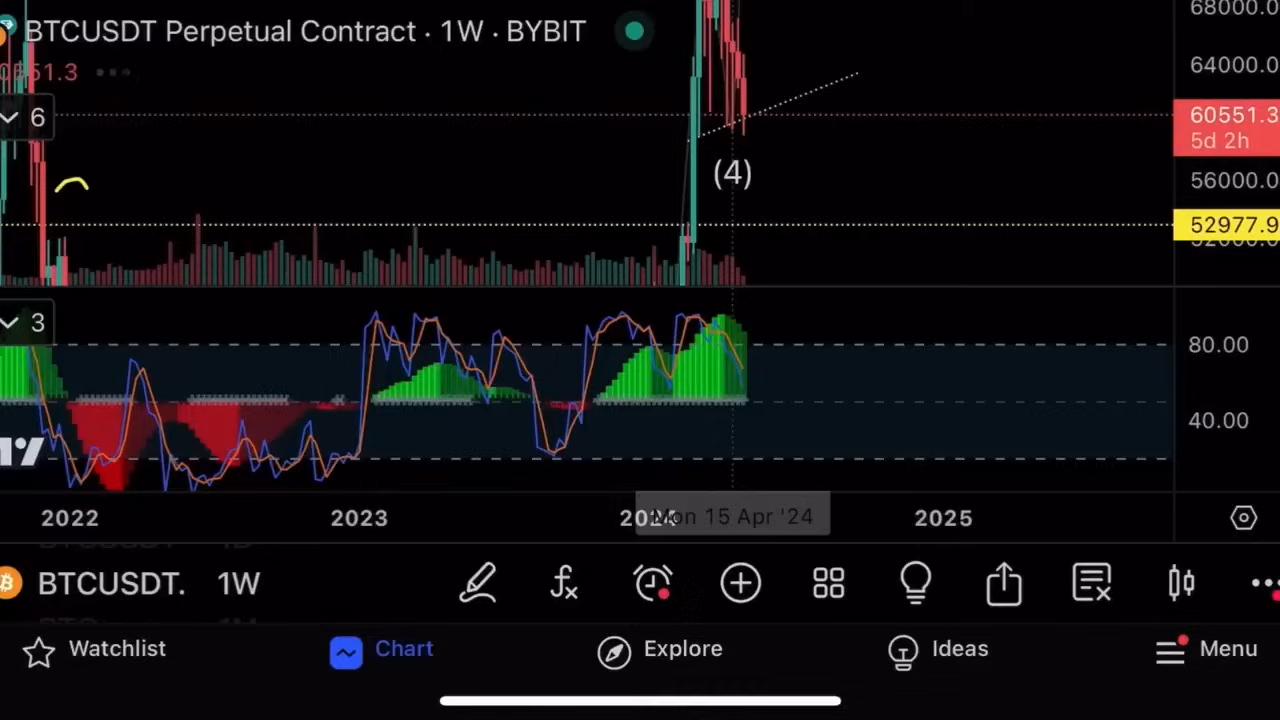 68000.0
BTCUSDT Perpetual Contract · 1W · BYBIT
64000.0
6
60551.3
5d 2h
(4)
56000.0
52977.9
3
80.00
40.00
2022
2023
Mon 15 Apr '24
2025
BTCUSDT. 1W
Watchlist
Chart
Explore
Ideas
Menu